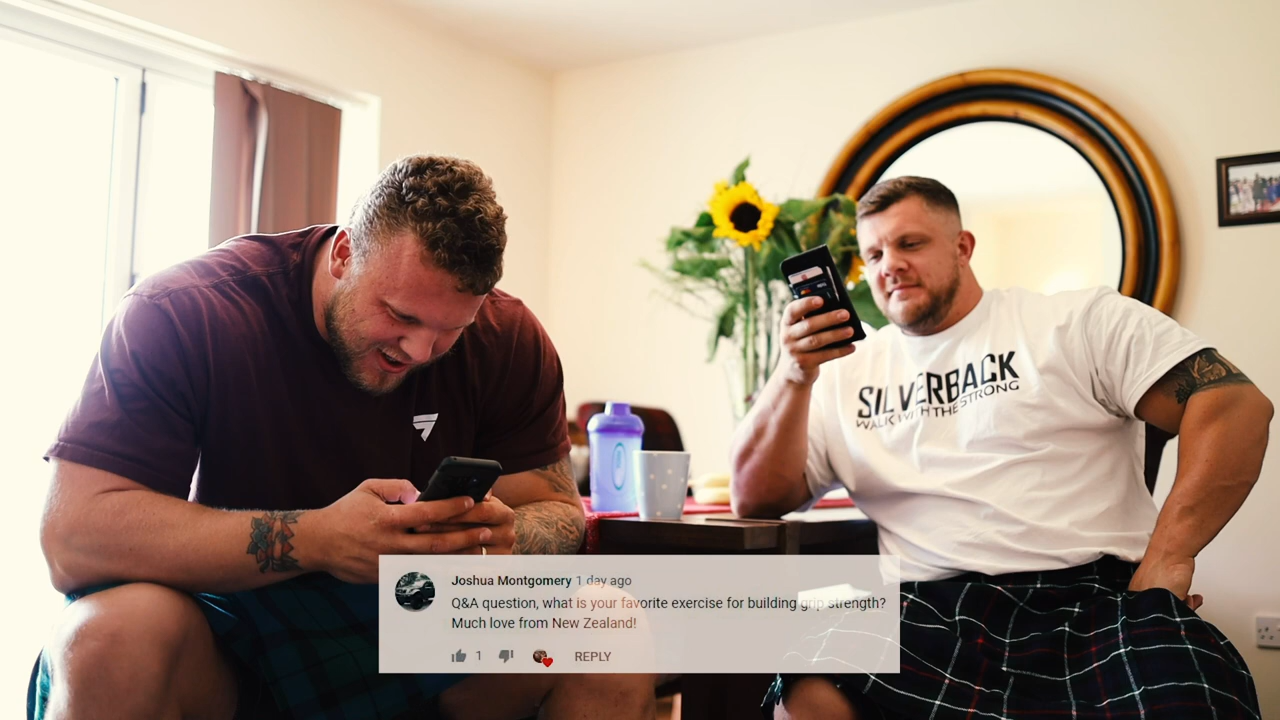 SILVERBACK
WALK WITH THE STRONG
Joshua Montgomery 1 day ago
Q&A question, what is your favorite exercise for building grip strength?
Much love from New Zealand!
1
REPLY